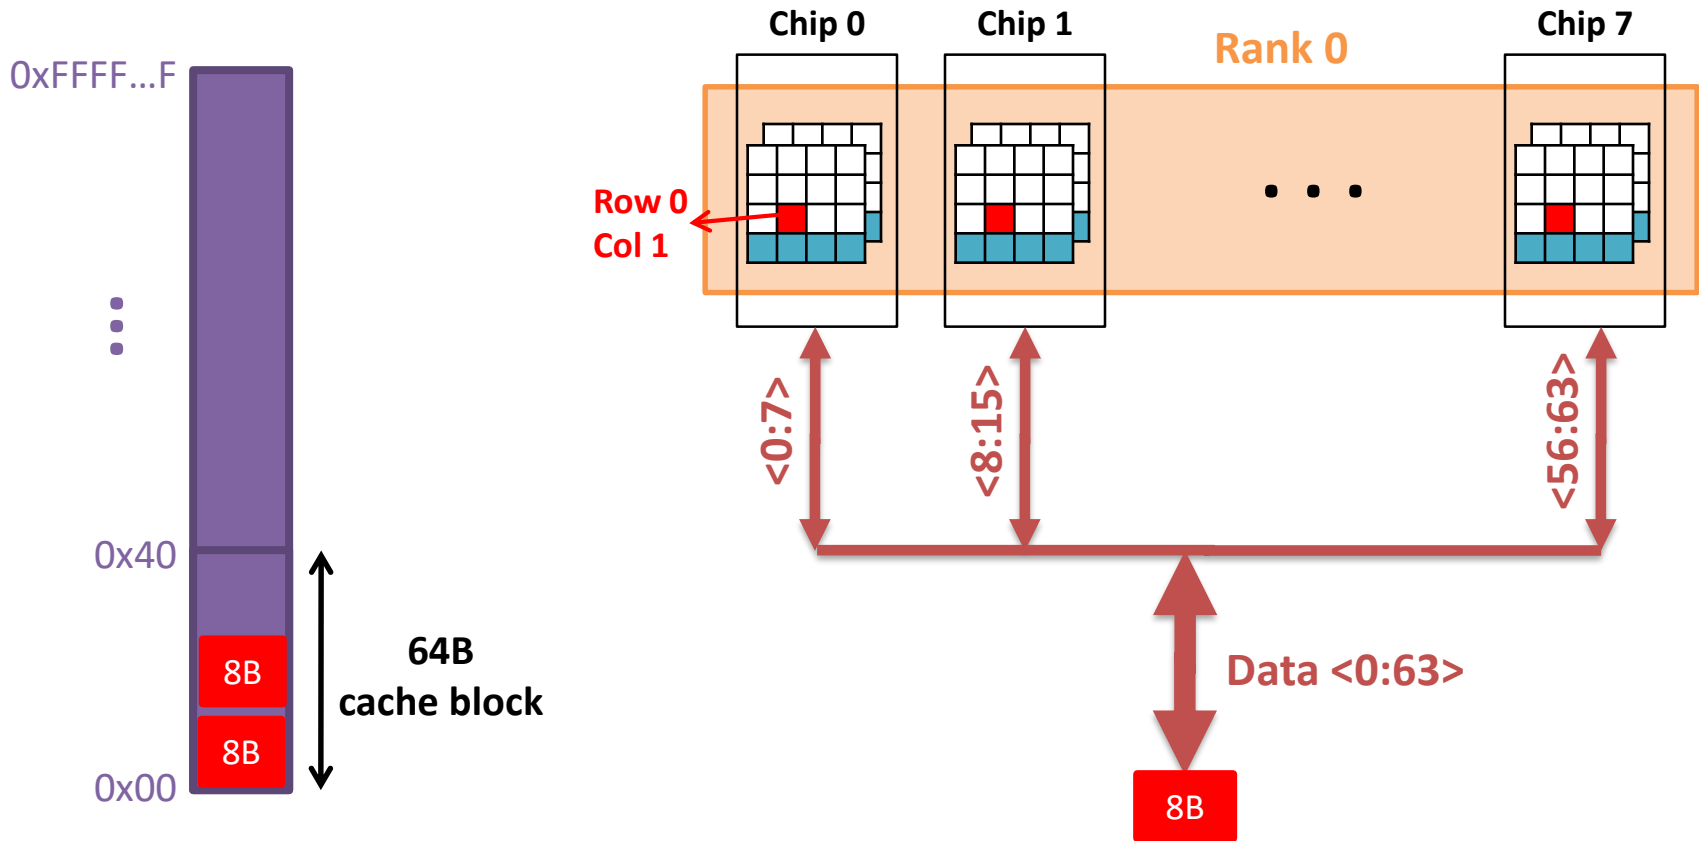 Chip 0
Chip 1
Chip 7
Rank 0
0xFFFF...F
Row 0
Col 1
<0:7>
<8:15>
<56:63>
0x40
64B
cache block
8B
8B
0x00
Data <0:63>
8B